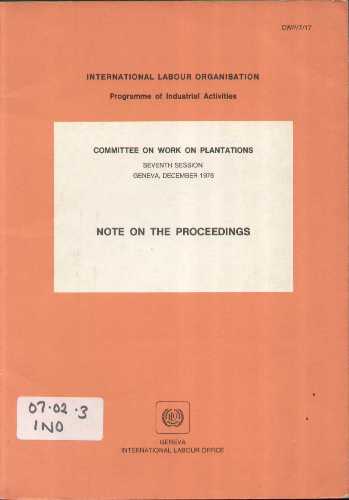 CWP/7/17
INTERNATIONAL LABOUR ORGANISATION
Programme of Industrial Activities
COMMITTEE ON WORK ON PLANTATIONS
SEVENTH SESSION
GENEVA, DECEMBER 1976
NOTE ON THE PROCEEDINGS
07.02.3
INO
GENEVA
INTERNATIONAL LABOUR OFFICE